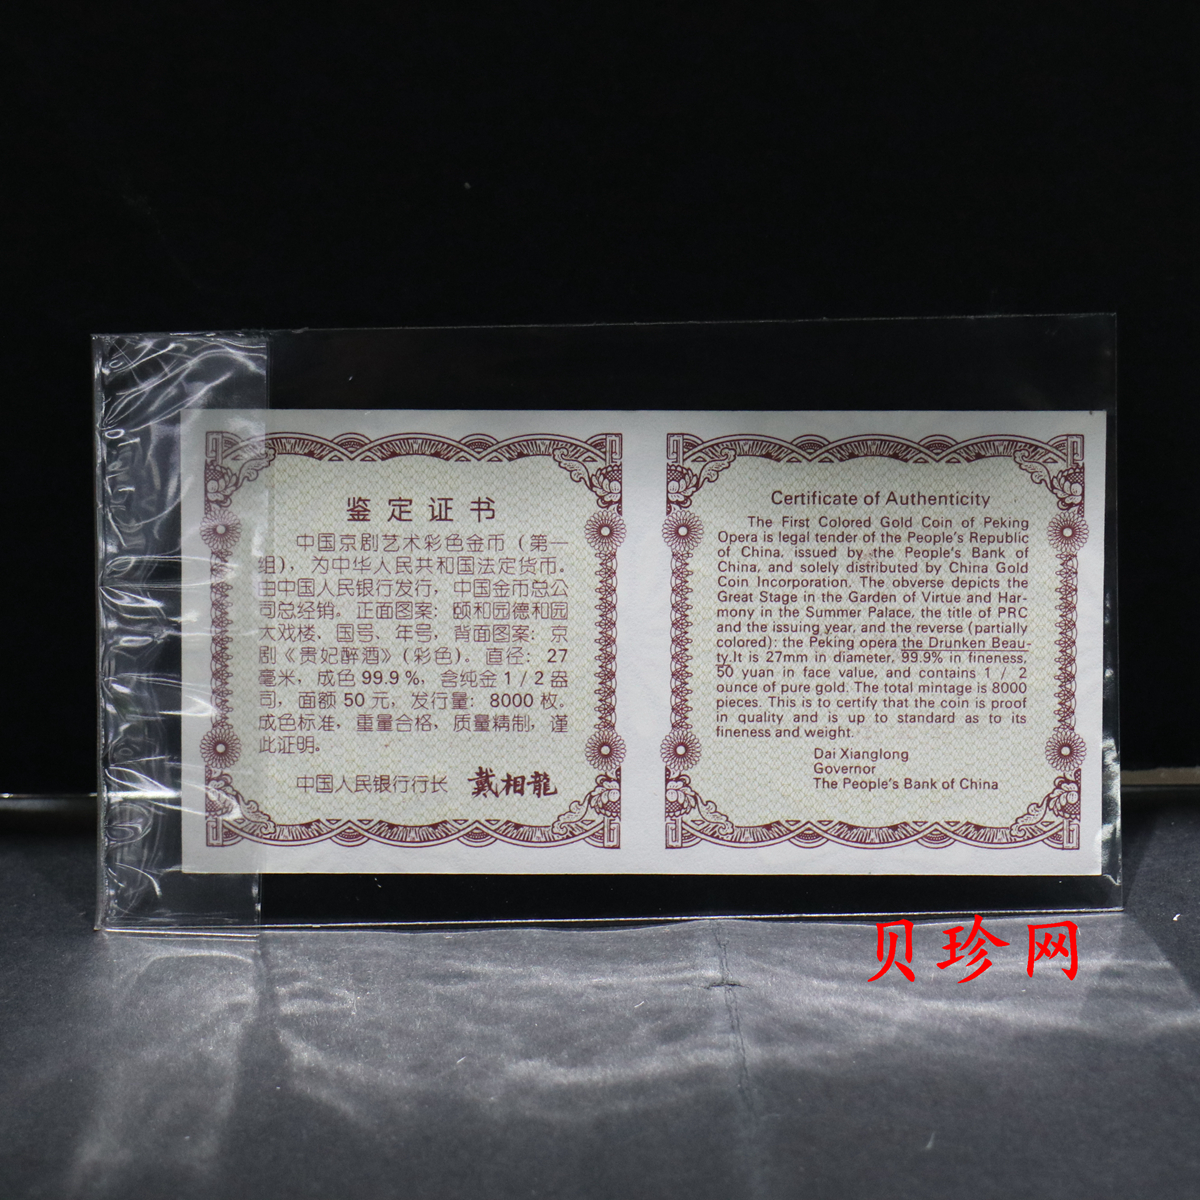 鉴定证书
中国京剧艺术彩色金币（第一
组），为中华人民共和国法定货币。
由中国人民银行发行，中国金币总公
司总经销。正面图案：颐和园德和园
大戏楼、国号、年号，背面图案：京
剧《贵妃醉酒》（彩色）。直径：27
毫米，成色99.9%，含纯金1/2盎
司，面额50元，发行量：8000枚。
成色标准，重量合格，质量精制，谨
此证明。
中国人民银行行长 戴相龍
Certificate of Authenticity
The First Colored Gold Coin of Peking
Opera is legal tender of the People's Republic
of China, issued by the People's Bank of
China, and solely distributed by China Gold
Coin Incorporation. The obverse depicts the
Great Stage in the Garden of Virtue and Har-
mony in the Summer Palace, the title of PRC
and the issuing year, and the reverse (partially
colored): the Peking opera the Drunken Beau-
ty.It is 27mm in diameter, 99.9% in fineness,
50 yuan in face value, and contains 1 / 2
ounce of pure gold. The total mintage is 8000
pieces. This is to certify that the coin is proof
in quality and is up to standard as to its
fineness and weight.
Dai Xianglong
Governor
The People's Bank of China
贝珍网